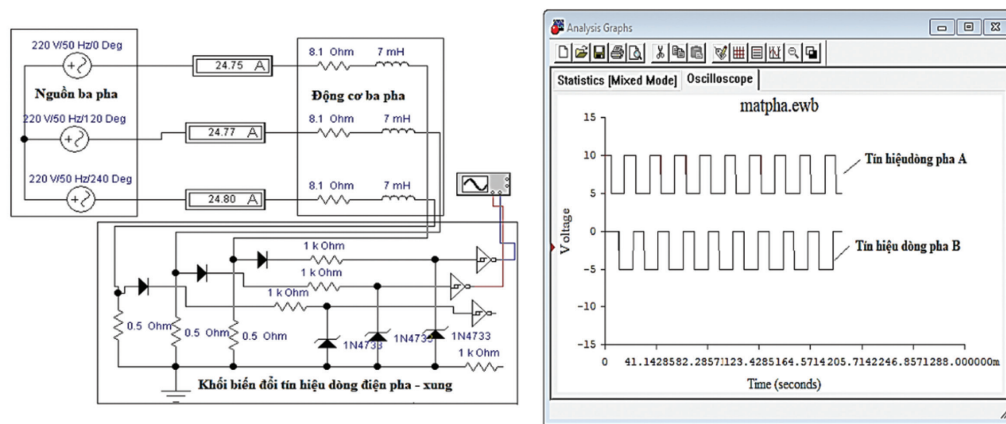 220 V/50 Hz/0 Deg
24.75 A
8.1 Ohm 7 mH
Nguồn ba pha
Động cơ ba pha
220 V/50 Hz/120 Deg
24.77 A
8.1 Ohm 7 mH
220 V/50 Hz/240 Deg
24.80 A
8.1 Ohm 7 mH
1 k Ohm
1 k Ohm
1 k Ohm
0.5 Ohm
0.5 Ohm
0.5 Ohm
1N4733
1N4733
1N4733
1 k Ohm
Khối biến đổi tín hiệu dòng điện pha - xung
Analysis Graphs
Statistics [Mixed Mode] Oscilloscope
matpha.ewb
15
10
5
0
-5
-10
-15
Voltage
Tín hiệudòng pha A
Tín hiệu dòng pha B
0 41.1428582.28571123.4285164.5714205.7142246.8571288.000000m
Time (seconds)